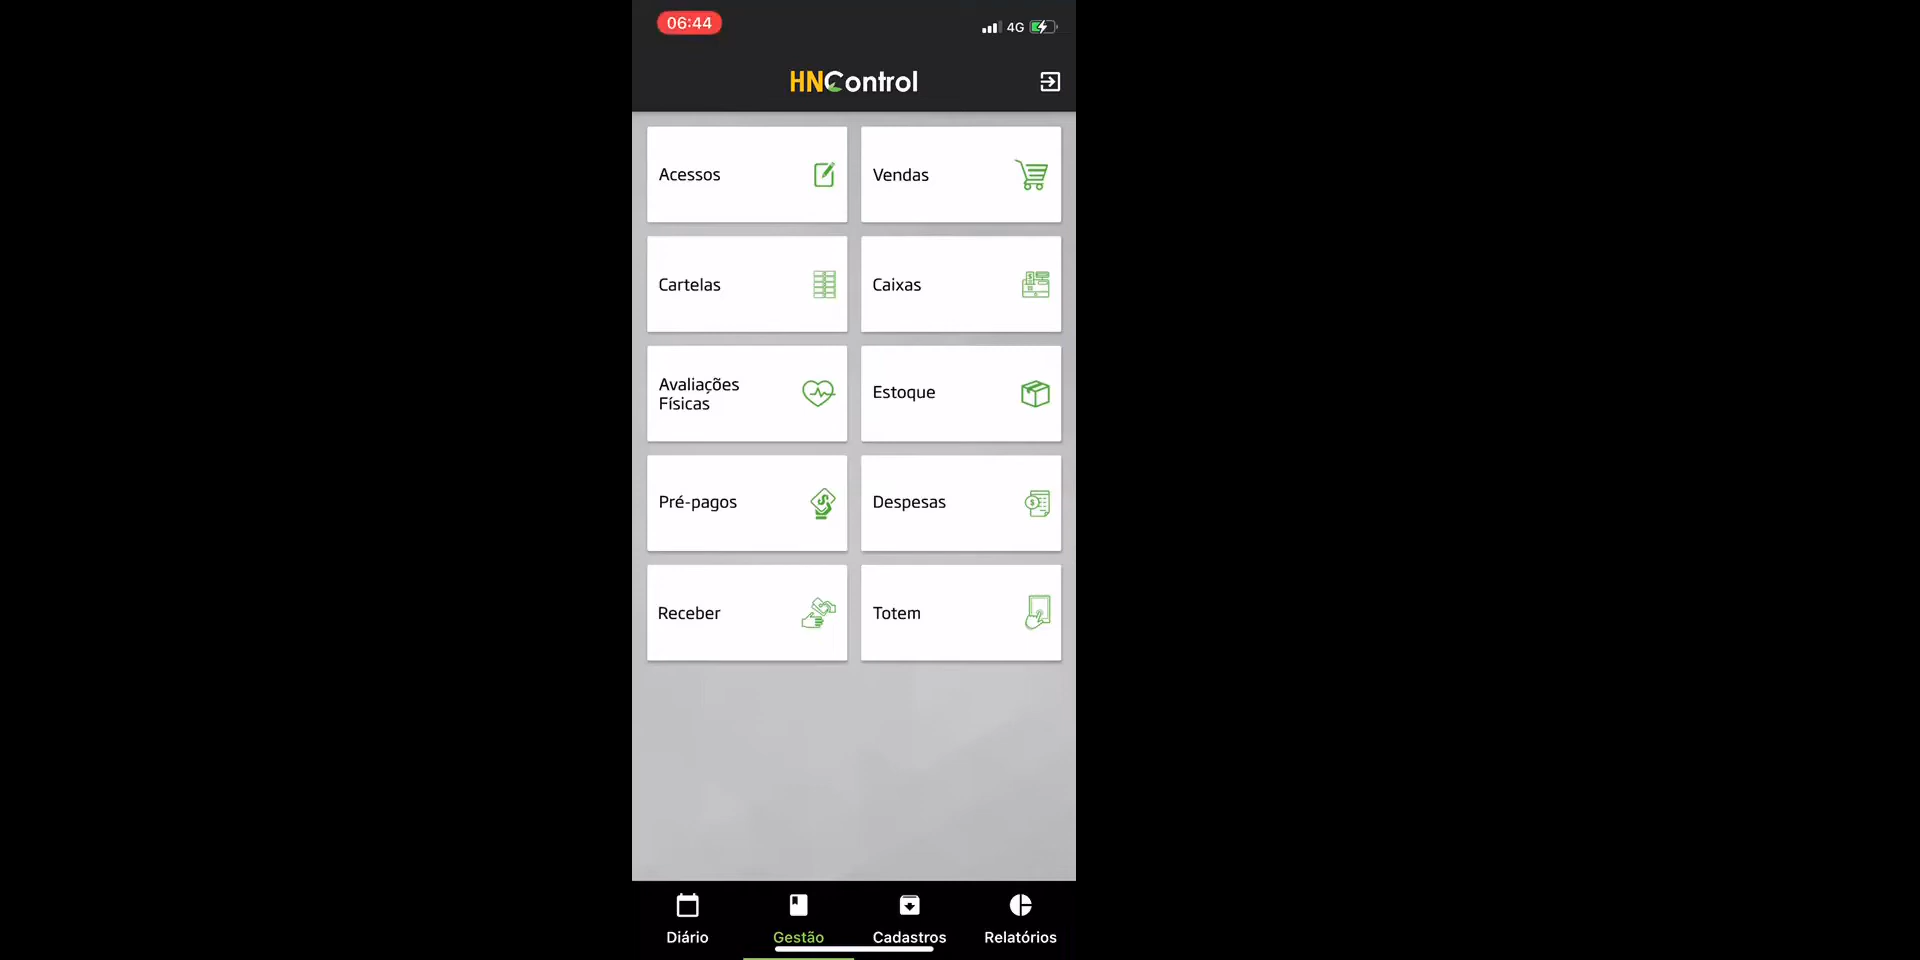 06:44
4G
HNControl
Acessos
Vendas
Cartelas
Caixas
Avaliações
Físicas
Estoque
Pré-pagos
Despesas
Receber
Totem
Diário
Gestão
Cadastros
Relatórios